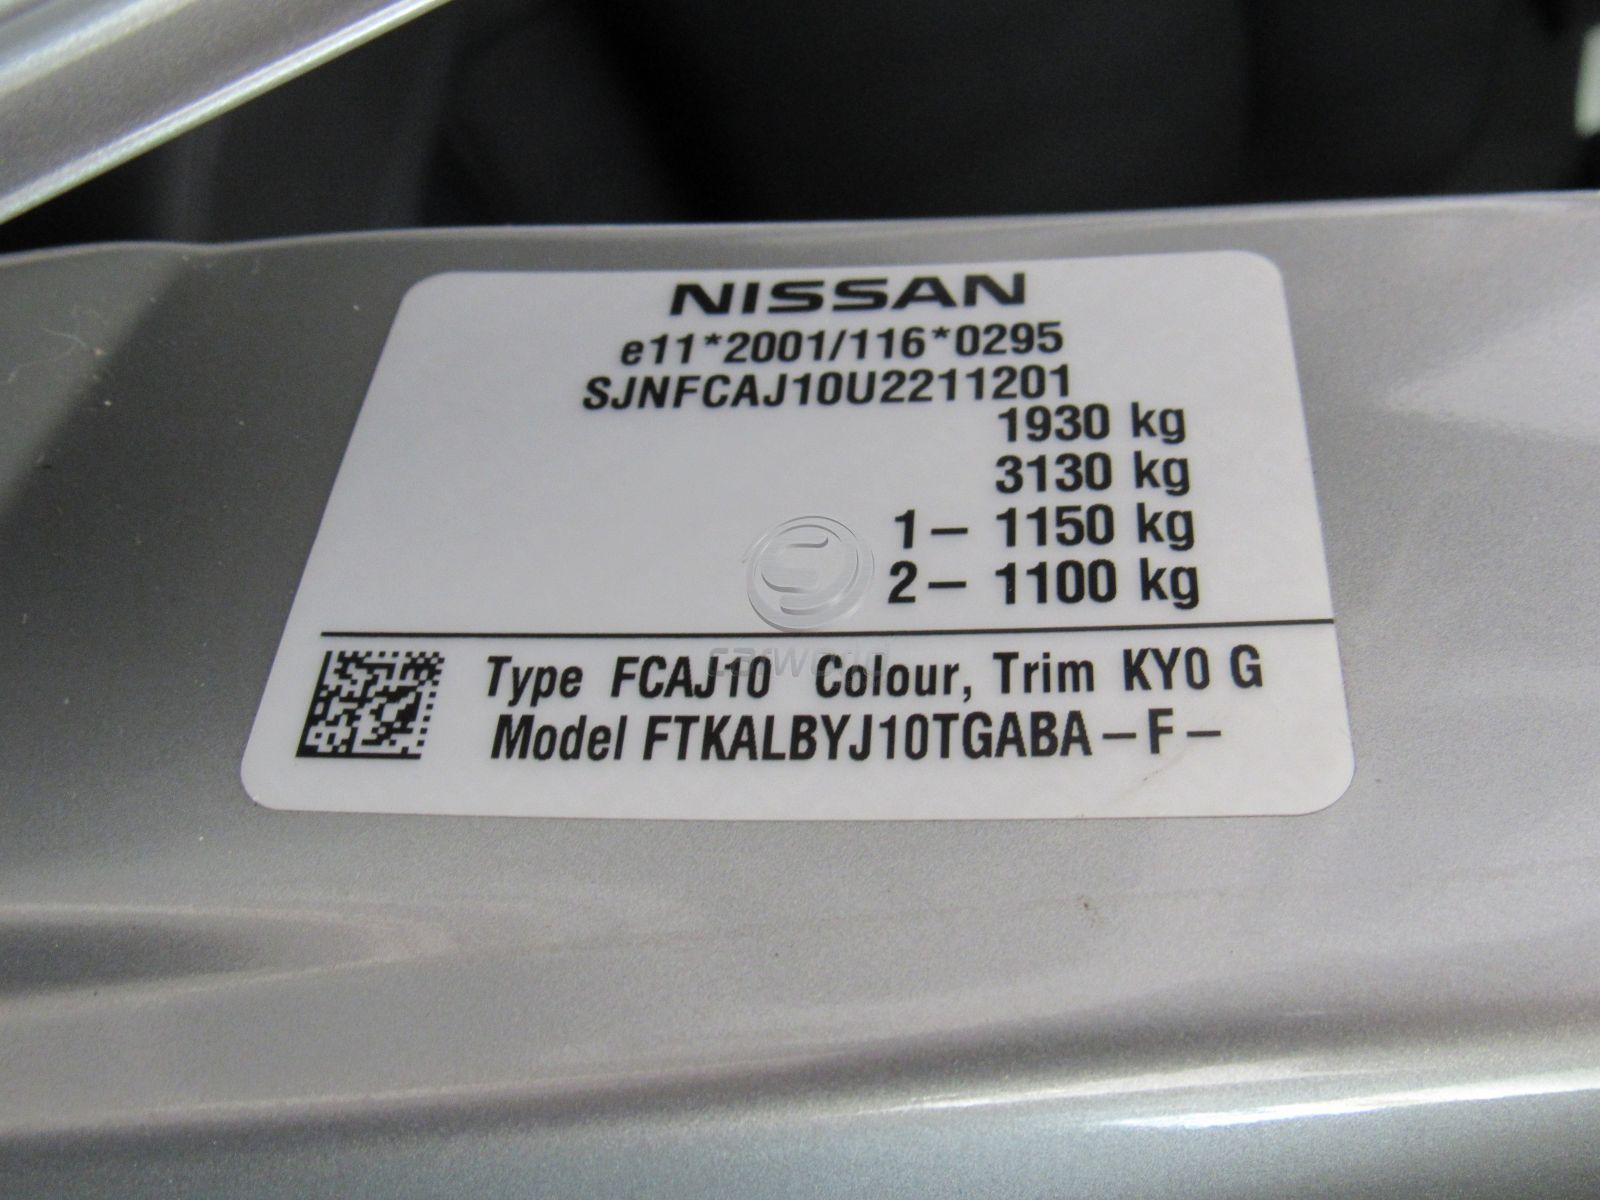 NISSAN
e11*2001/116*0295
SJNFCAJ10U2211201
1930 kg
3130 kg
1– 1150 kg
2– 1100 kg
carworld
Type FCAJ10 Colour, Trim KY0 G
Model FTKALBYJ10TGABA – F –